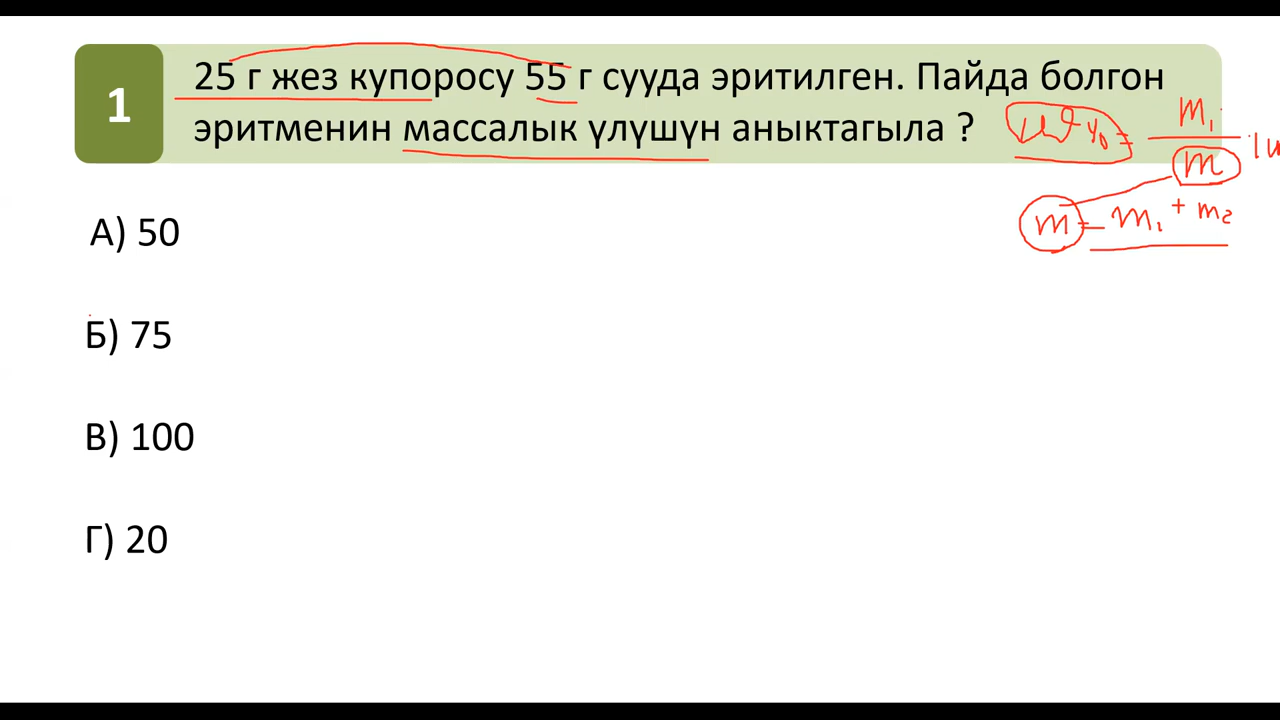 1
25 г жез купоросу 55 г сууда эритилген. Пайда болгон
эритменин массалык үлүшүн аныктагыла ?
m₁
m
m = m₁ + m₂
А) 50
Б) 75
В) 100
Г) 20